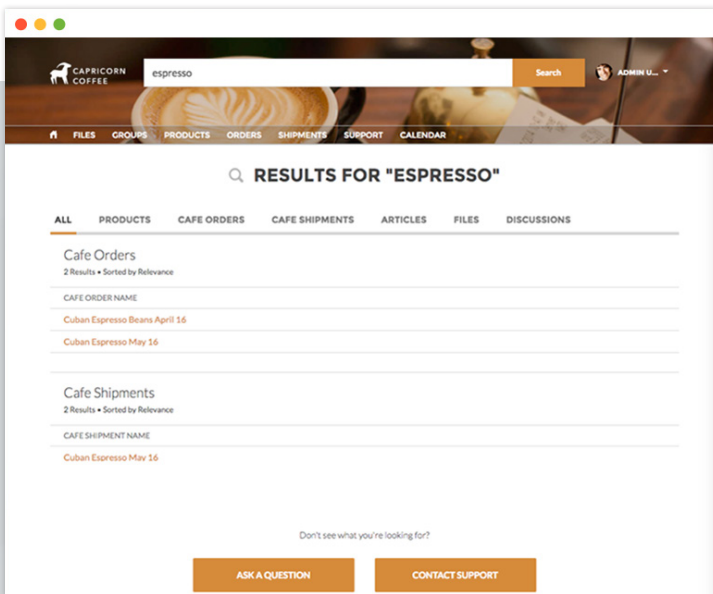 CAPRICORN
COFFEE
espresso
Search
ADMIN U...
FILES GROUPS PRODUCTS ORDERS SHIPMENTS SUPPORT CALENDAR
RESULTS FOR "ESPRESSO"
ALL PRODUCTS CAFE ORDERS CAFE SHIPMENTS ARTICLES FILES DISCUSSIONS
Cafe Orders
2 Results • Sorted by Relevance
CAFE ORDER NAME
Cuban Espresso Beans April 16
Cuban Espresso May 16
Cafe Shipments
2 Results • Sorted by Relevance
CAFE SHIPMENT NAME
Cuban Espresso May 16
Don't see what you're looking for?
ASK A QUESTION CONTACT SUPPORT